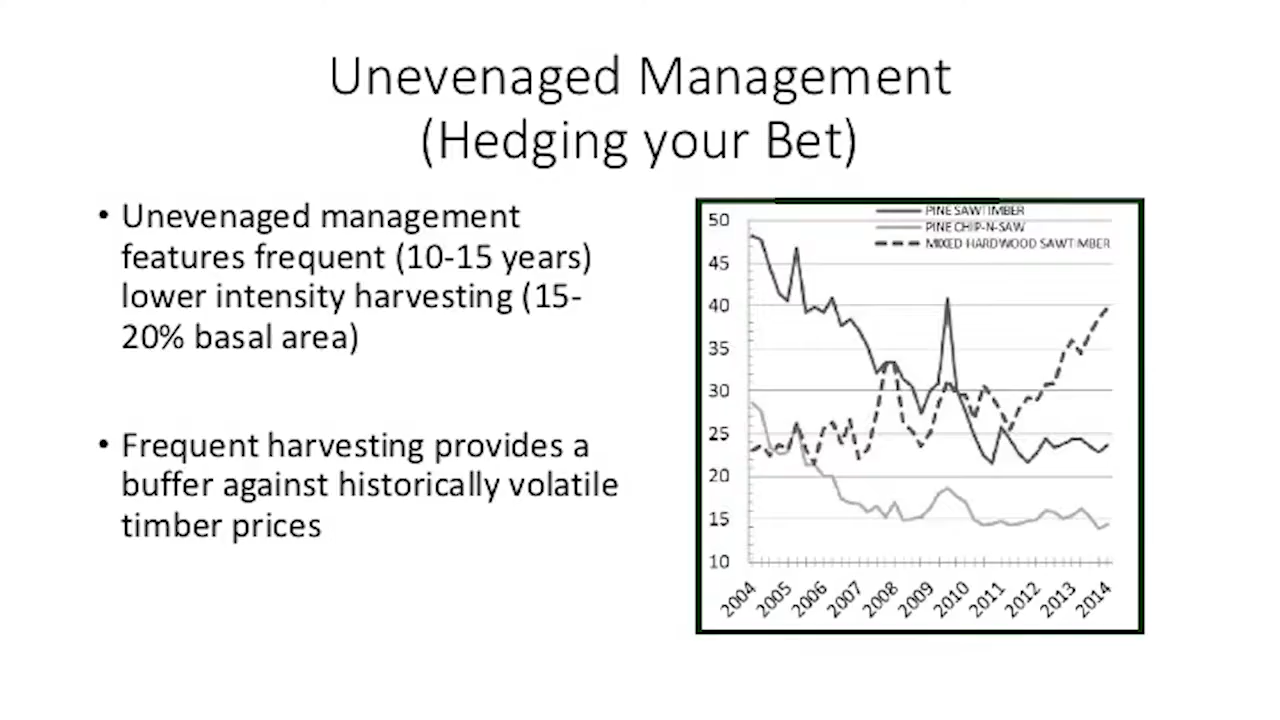 Unevenaged Management
(Hedging your Bet)
• Unevenaged management
features frequent (10-15 years)
lower intensity harvesting (15-
20% basal area)
• Frequent harvesting provides a
buffer against historically volatile
timber prices
PINE SAWTIMBER
PINE CHIP-N-SAW
MIXED HARDWOOD SAWTIMBER
50
45
40
35
30
25
20
15
10
2004
2005
2006
2007
2008
2009
2010
2011
2012
2013
2014